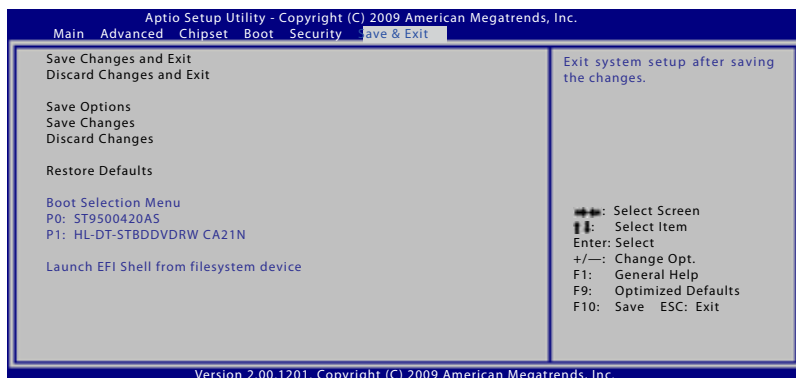 Aptio Setup Utility - Copyright (C) 2009 American Megatrends, Inc.
Main Advanced Chipset Boot Security Save & Exit
Save Changes and Exit
Discard Changes and Exit
Save Options
Save Changes
Discard Changes
Restore Defaults
Boot Selection Menu
P0: ST9500420AS
P1: HL-DT-STBDDVDRW CA21N
Launch EFI Shell from filesystem device
Exit system setup after saving
the changes.
: Select Screen
: Select Item
Enter: Select
+/—: Change Opt.
F1: General Help
F9: Optimized Defaults
F10: Save ESC: Exit
Version 2.00.1201. Copyright (C) 2009 American Megatrends, Inc.